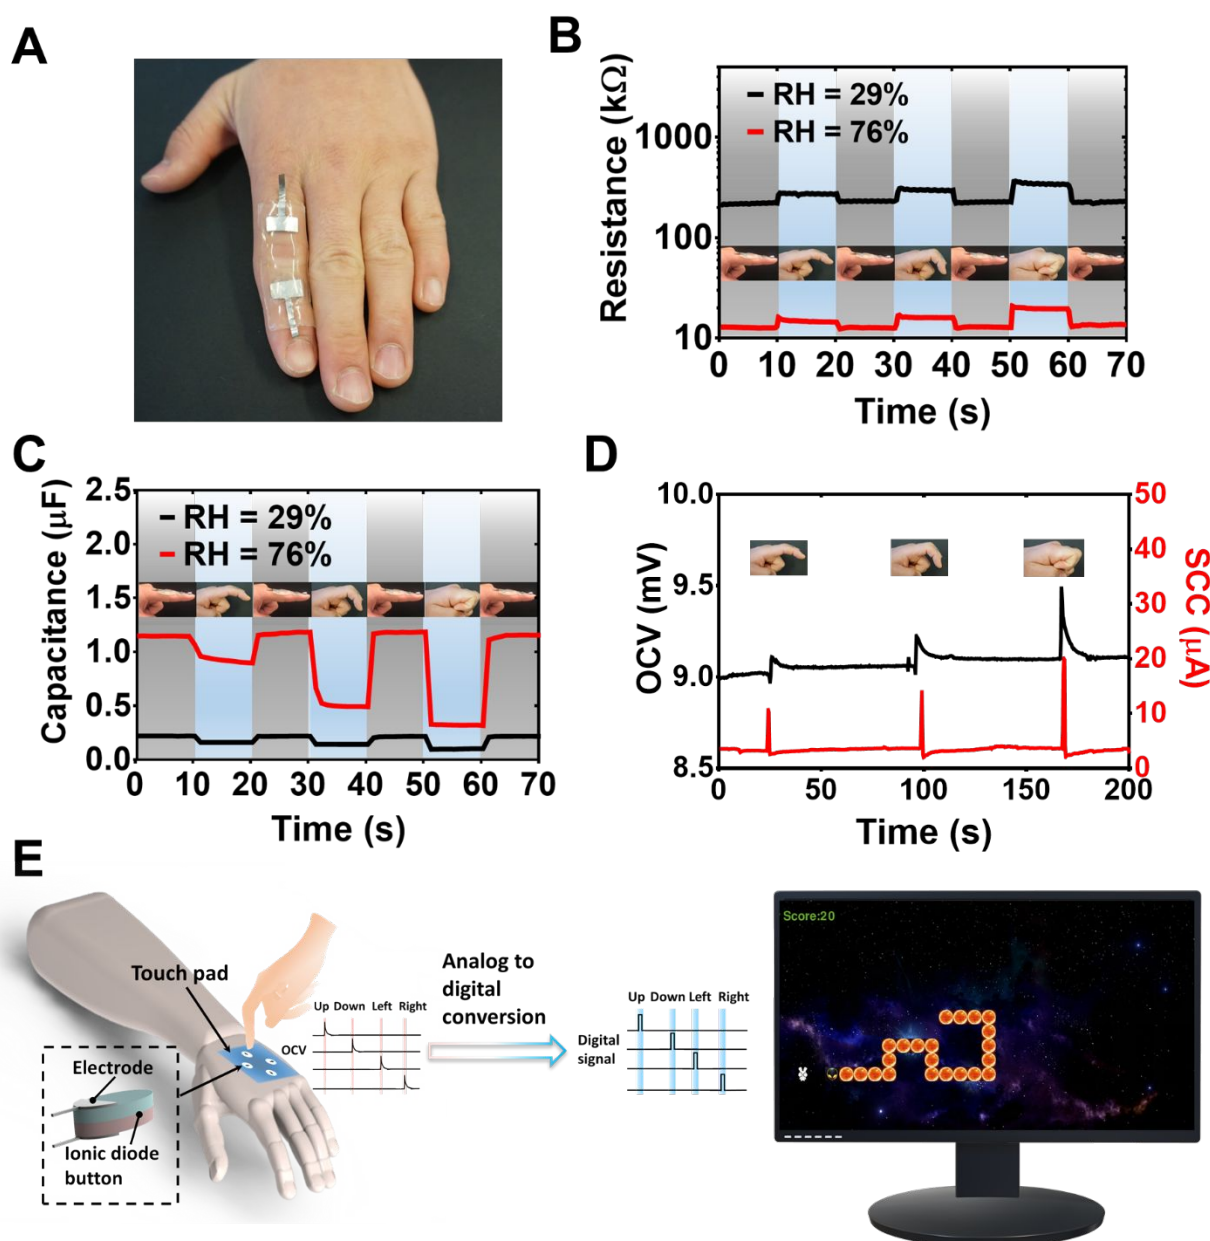 A
B
RH = 29%
RH = 76%
Resistance (kΩ)
1000
100
10
0 10 20 30 40 50 60 70
Time (s)
C
RH = 29%
RH = 76%
Capacitance (μF)
2.5
2.0
1.5
1.0
0.5
0.0
0 10 20 30 40 50 60 70
Time (s)
D
OCV (mV)
10.0
9.5
9.0
8.5
SCC (μA)
50
40
30
20
10
0
0 50 100 150 200
Time (s)
E
Touch pad
Electrode
Ionic diode
button
Up Down Left Right
OCV
Analog to
digital
conversion
Up Down Left Right
Digital
signal
Score:20